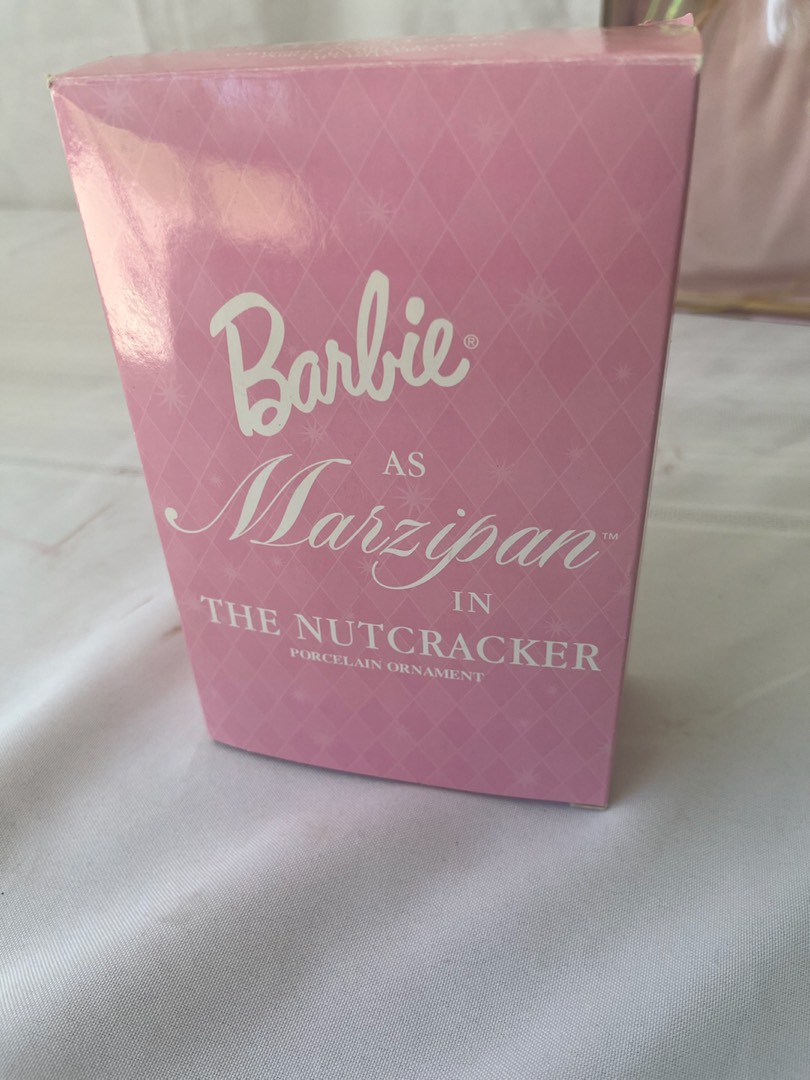 Barbie®
AS
Marzipan™
IN
THE NUTCRACKER
PORCELAIN ORNAMENT